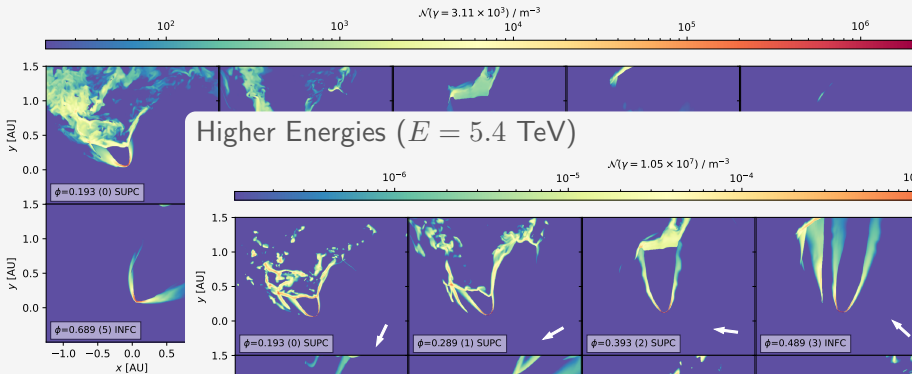 𝒩(γ = 3.11 × 10³) / m⁻³
10² 10³ 10⁴ 10⁵ 10⁶
1.5
1.0
0.5
0.0
y [AU]
ϕ=0.193 (0) SUPC
1.5
1.0
0.5
0.0
y [AU]
ϕ=0.689 (5) INFC
−1.0 −0.5 0.0 0.5
x [AU]
Higher Energies (E = 5.4 TeV)
𝒩(γ = 1.05 × 10⁷) / m⁻³
10⁻⁶ 10⁻⁵ 10⁻⁴
1.5
1.0
0.5
0.0
y [AU]
ϕ=0.193 (0) SUPC ϕ=0.289 (1) SUPC ϕ=0.393 (2) SUPC ϕ=0.489 (3) INFC
1.5